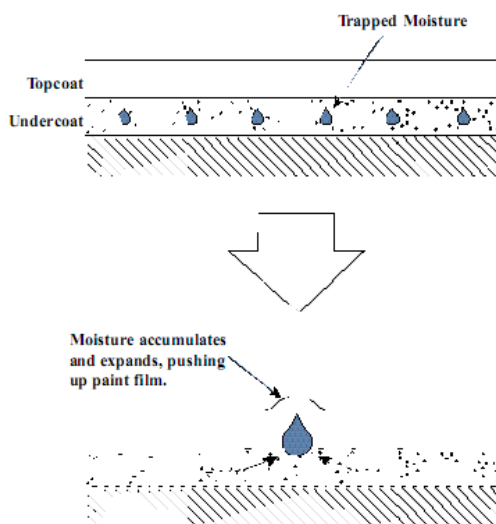 Trapped Moisture
Topcoat
Undercoat
Moisture accumulates
and expands, pushing
up paint film.